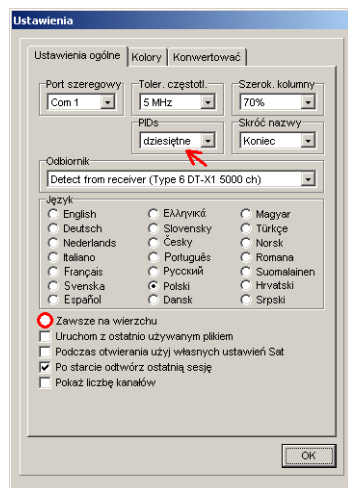 Ustawienia
Ustawienia ogólne Kolory Konwertować
Port szeregowy Toler. częstotl. Szerok. kolumny
Com 1 5 MHz 70%
PIDs Skróć nazwy
dziesiętne Koniec
Odbiornik
Detect from receiver (Type 6 DT-X1 5000 ch)
Język
English Ελληνικά Magyar
Deutsch Slovensky Türkçe
Nederlands Česky Norsk
Italiano Português Romana
Français Русский Suomalainen
Svenska Polski Hrvatski
Español Dansk Srpski
Zawsze na wierzchu
Uruchom z ostatnio używanym plikiem
Podczas otwierania użyj własnych ustawień Sat
Po starcie odtwórz ostatnią sesję
Pokaż liczbę kanałów
OK